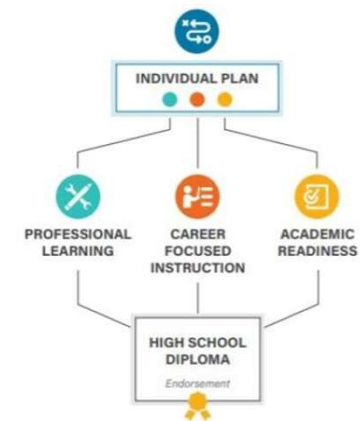 INDIVIDUAL PLAN
PROFESSIONAL
LEARNING
CAREER
FOCUSED
INSTRUCTION
ACADEMIC
READINESS
HIGH SCHOOL
DIPLOMA
Endorsement